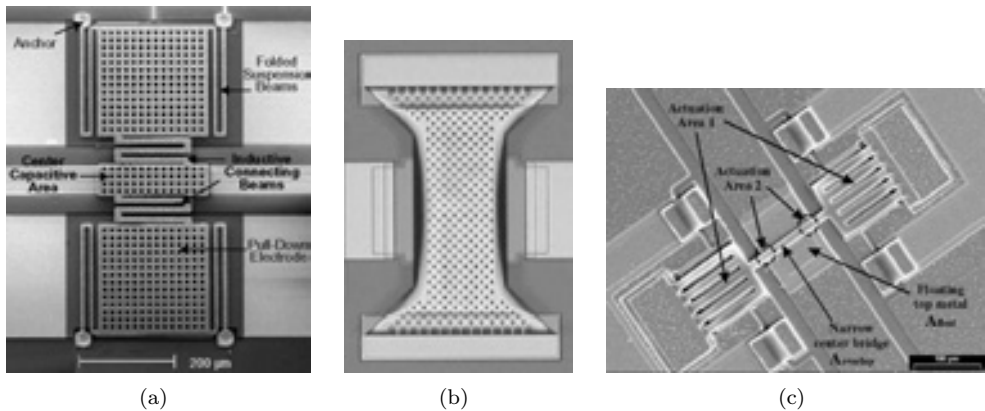 Anchor
Folded
Suspension
Beams
Center
Capacitive
Area
Inductive
Connecting
Beams
Pull-Down
Electrode
200 μm
(a)
(b)
Actuation
Area 1
Actuation
Area 2
Floating
top metal
Narrow
center bridge
(c)